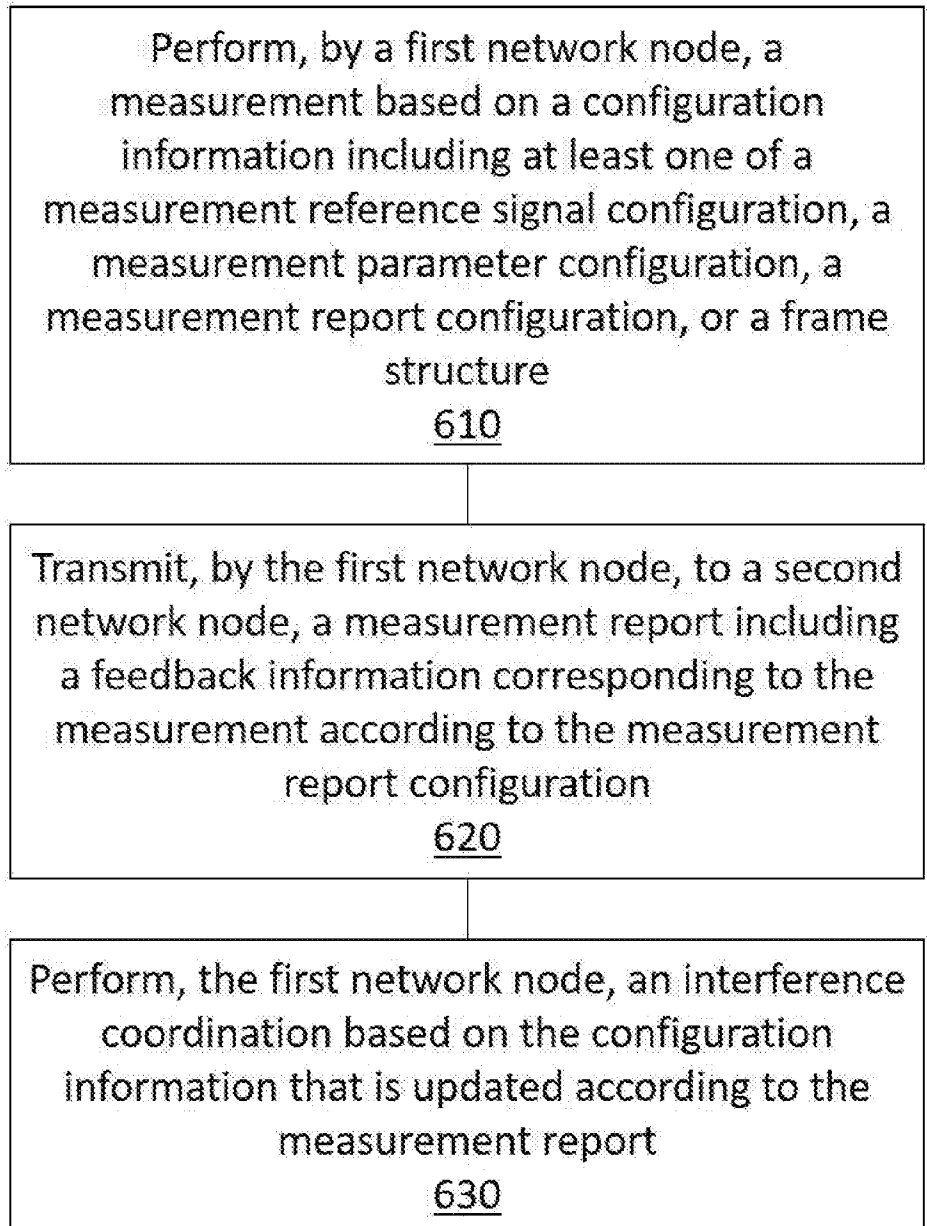 Perform, by a first network node, a
measurement based on a configuration
information including at least one of a
measurement reference signal configuration, a
measurement parameter configuration, a
measurement report configuration, or a frame
structure
610
Transmit, by the first network node, to a second
network node, a measurement report including
a feedback information corresponding to the
measurement according to the measurement
report configuration
620
Perform, the first network node, an interference
coordination based on the configuration
information that is updated according to the
measurement report
630